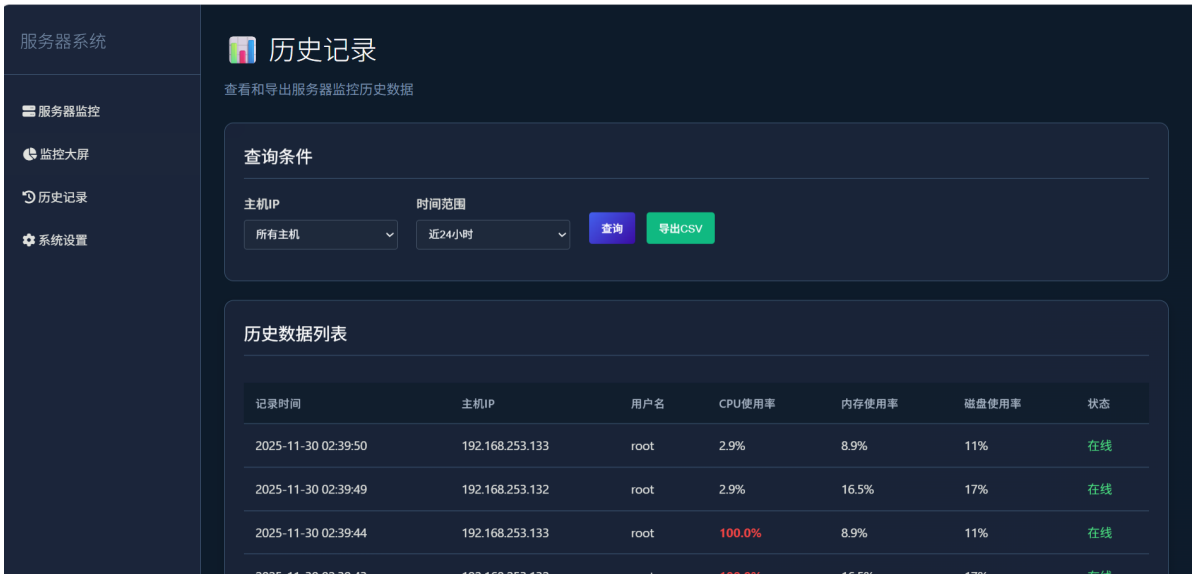 服务器系统
服务器监控
监控大屏
历史记录
系统设置
历史记录
查看和导出服务器监控历史数据
查询条件
主机IP 时间范围
所有主机 近24小时 查询 导出CSV
历史数据列表
记录时间 主机IP 用户名 CPU使用率 内存使用率 磁盘使用率 状态
2025-11-30 02:39:50 192.168.253.133 root 2.9% 8.9% 11% 在线
2025-11-30 02:39:49 192.168.253.132 root 2.9% 16.5% 17% 在线
2025-11-30 02:39:44 192.168.253.133 root 100.0% 8.9% 11% 在线